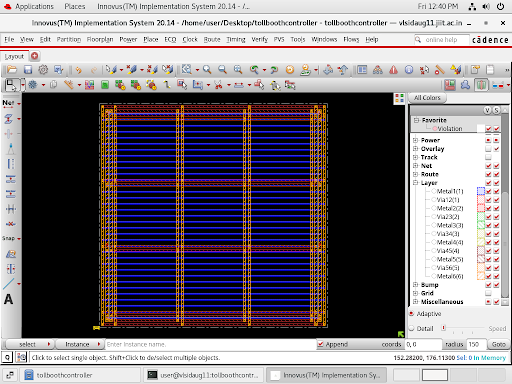 Applications Places Innovus(TM) Implementation System 20.14 - /... Fri 12:40 PM
Innovus(TM) Implementation System 20.14 - /home/user/Desktop/tollboothcontroller - tollboothcontroller — vlsidaug11.jiit.ac.in
File View Edit Partition Floorplan Power Place ECO Clock Route Timing Verify PVS Tools Windows Flows Help online help cādence
Layout
All Colors
Net
V S
Favorite
Violation
Power
Overlay
Track
Net
Route
Layer
Metal1(1)
Via12(1)
Metal2(2)
Via23(2)
Metal3(3)
Via34(3)
Metal4(4)
Via45(4)
Metal5(5)
Via56(5)
Metal6(6)
Bump
Grid
Miscellaneous
Snap
A
Adaptive
Detail Speed
select Instance Enter Instance name. Append coords 0, 0 radius 150 Goto
Q Click to select single object. Shift+Click to de/select multiple objects. 152.28200, 176.11300 Sel: 0 In Memory
tollboothcontroller user@vlsidaug11:tollboothcontr... Innovus(TM) Implementation Sy...